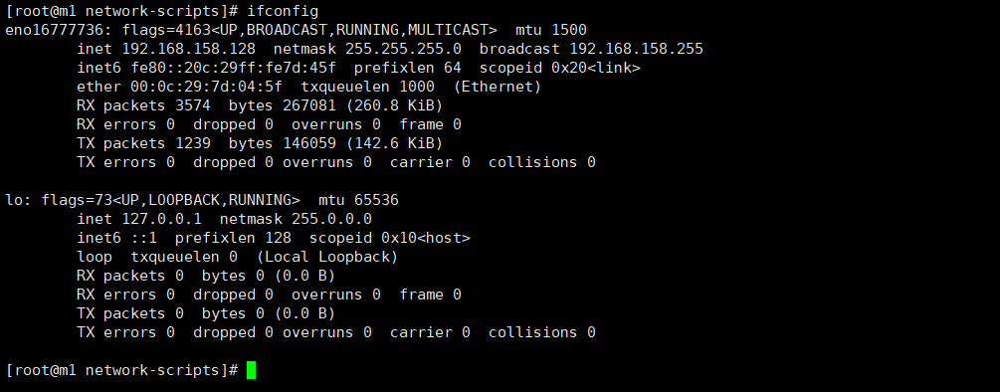 [root@m1 network-scripts]# ifconfig
eno16777736: flags=4163<UP,BROADCAST,RUNNING,MULTICAST>  mtu 1500
        inet 192.168.158.128  netmask 255.255.255.0  broadcast 192.168.158.255
        inet6 fe80::20c:29ff:fe7d:45f  prefixlen 64  scopeid 0x20<link>
        ether 00:0c:29:7d:04:5f  txqueuelen 1000  (Ethernet)
        RX packets 3574  bytes 267081 (260.8 KiB)
        RX errors 0  dropped 0  overruns 0  frame 0
        TX packets 1239  bytes 146059 (142.6 KiB)
        TX errors 0  dropped 0 overruns 0  carrier 0  collisions 0

lo: flags=73<UP,LOOPBACK,RUNNING>  mtu 65536
        inet 127.0.0.1  netmask 255.0.0.0
        inet6 ::1  prefixlen 128  scopeid 0x10<host>
        loop  txqueuelen 0  (Local Loopback)
        RX packets 0  bytes 0 (0.0 B)
        RX errors 0  dropped 0  overruns 0  frame 0
        TX packets 0  bytes 0 (0.0 B)
        TX errors 0  dropped 0 overruns 0  carrier 0  collisions 0

[root@m1 network-scripts]#